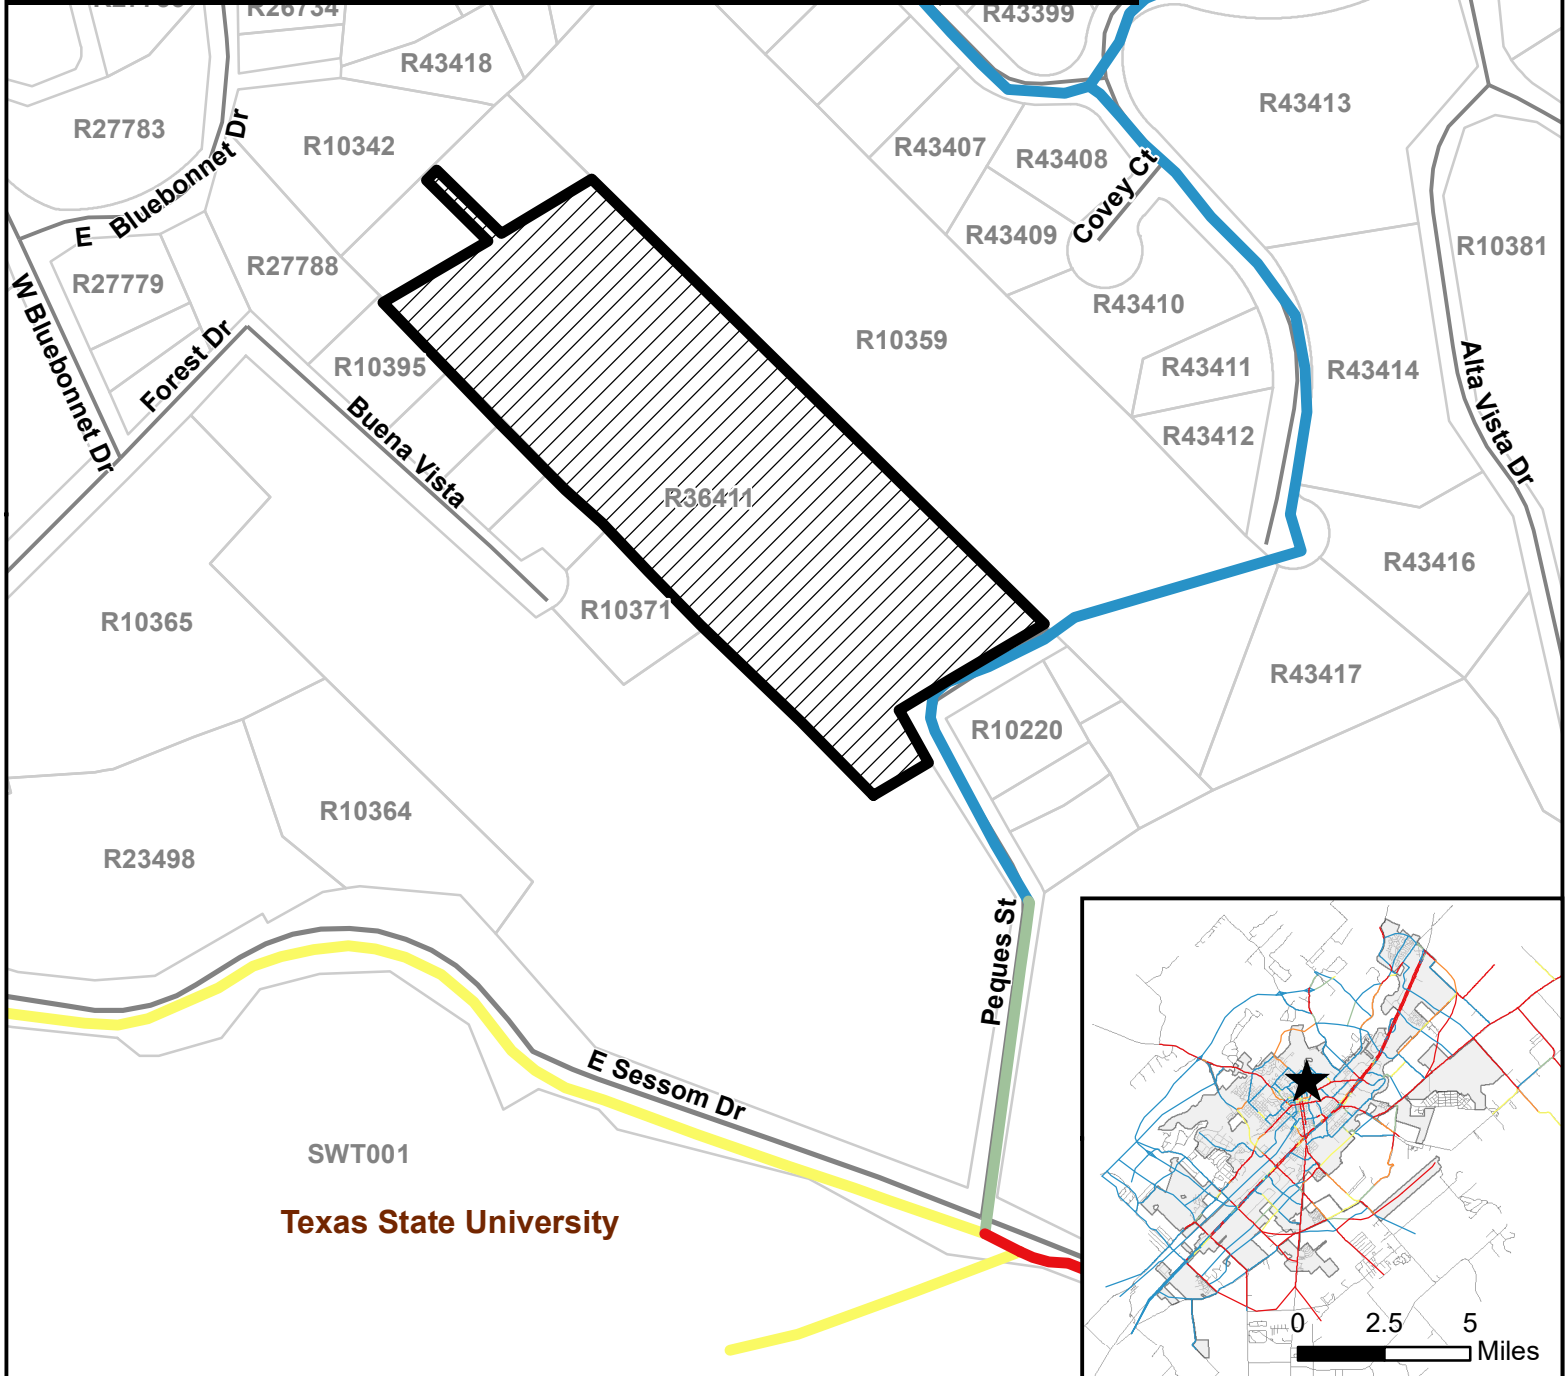 R26734
R43399
R43418
R43413
R27783
R10342
R43407
R43408
E Bluebonnet Dr
Covey Ct
R43409
R10381
R27788
R27779
R43410
W Bluebonnet Dr
Forest Dr
R10359
R10395
R43411
R43414
Alta Vista Dr
Buena Vista
R43412
R36411
R43416
R10371
R10365
R43417
R10220
R10364
R23498
Peques St
E Sessom Dr
SWT001
Texas State University
0 2.5 5
Miles